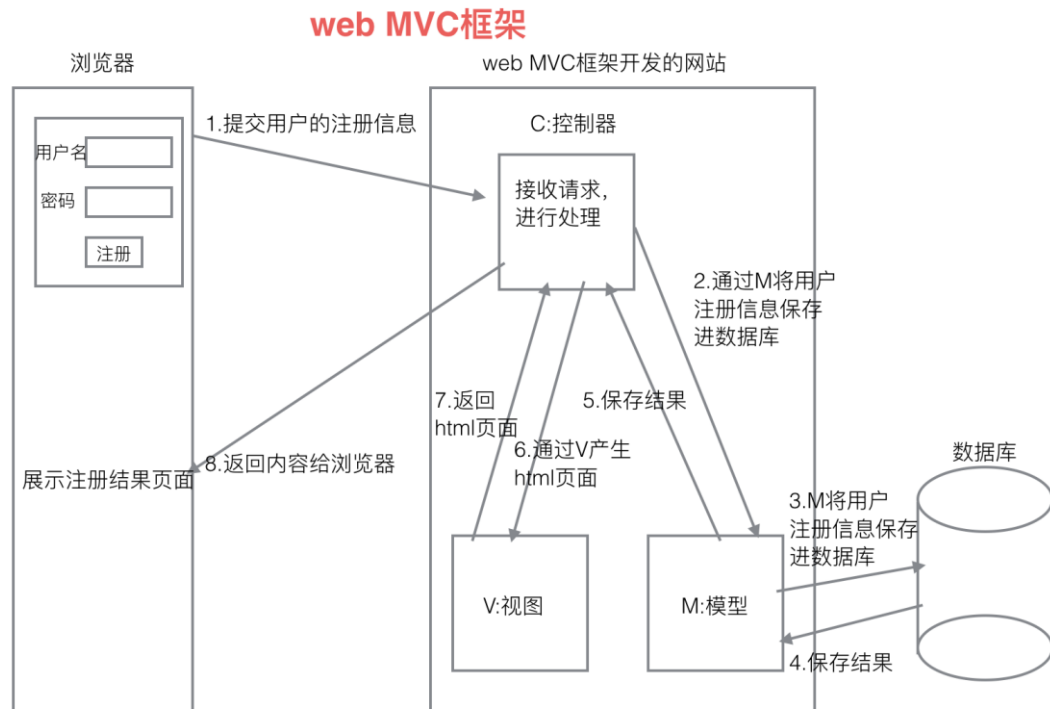 web MVC框架
浏览器
web MVC框架开发的网站
1.提交用户的注册信息
C:控制器
用户名
密码
注册
接收请求,
进行处理
2.通过M将用户
注册信息保存
进数据库
7.返回
html页面
5.保存结果
6.通过V产生
html页面
8.返回内容给浏览器
展示注册结果页面
数据库
3.M将用户
注册信息保存
进数据库
V:视图
M:模型
4.保存结果